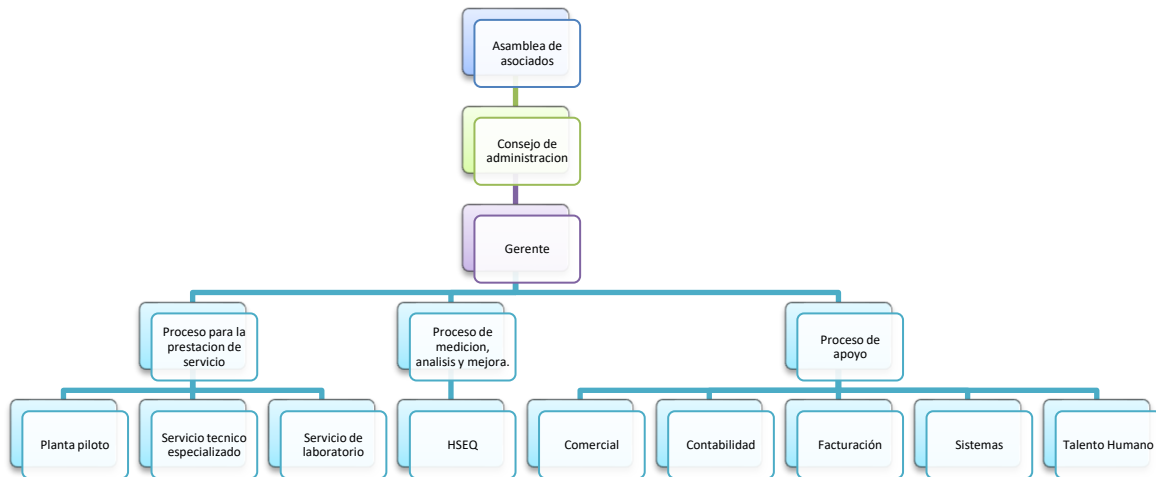 Asamblea de
asociados
Consejo de
administracion
Gerente
Proceso para la
prestacion de
servicio
Proceso de
medicion,
analisis y mejora.
Proceso de
apoyo
Planta piloto
Servicio tecnico
especializado
Servicio de
laboratorio
HSEQ
Comercial
Contabilidad
Facturación
Sistemas
Talento Humano